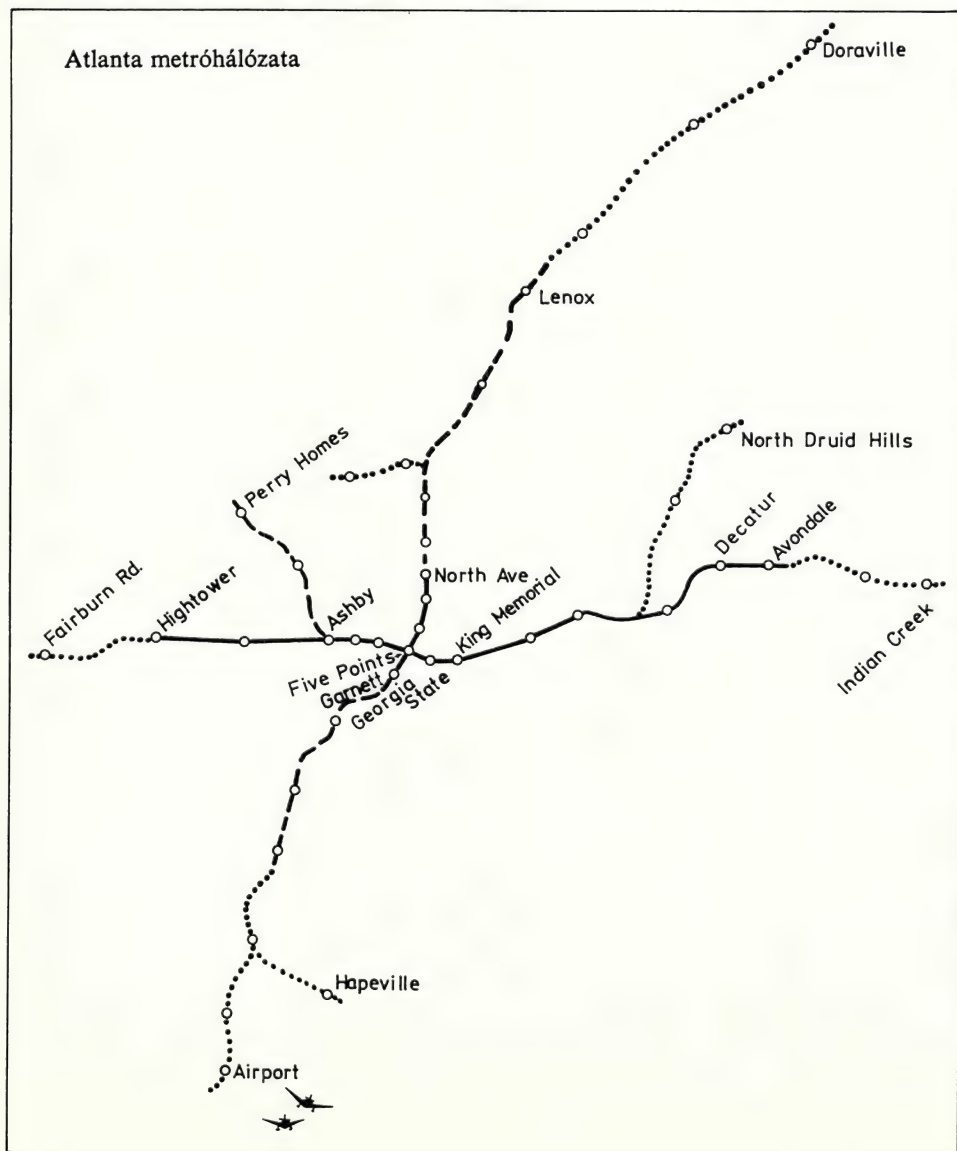 Atlanta metróhálózata
Doraville
Lenox
Perry Homes
North Druid Hills
Fairburn Rd.
Hightower
Ashby
North Ave
King Memorial
Decatur
Avondale
Indian Creek
Five Points
Garnett
Georgia
State
Hapeville
Airport